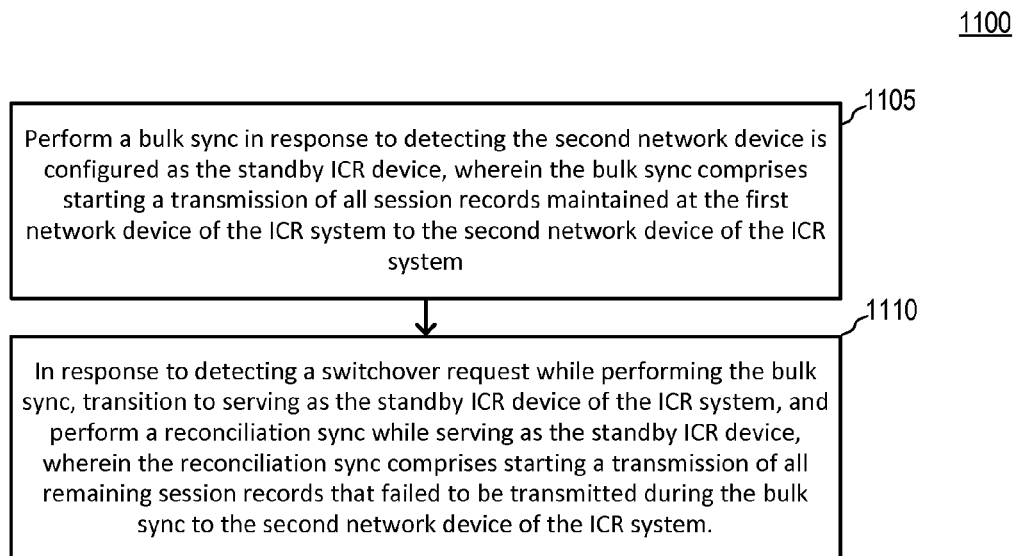 1100
1105
Perform a bulk sync in response to detecting the second network device is
configured as the standby ICR device, wherein the bulk sync comprises
starting a transmission of all session records maintained at the first
network device of the ICR system to the second network device of the ICR
system
1110
In response to detecting a switchover request while performing the bulk
sync, transition to serving as the standby ICR device of the ICR system, and
perform a reconciliation sync while serving as the standby ICR device,
wherein the reconciliation sync comprises starting a transmission of all
remaining session records that failed to be transmitted during the bulk
sync to the second network device of the ICR system.